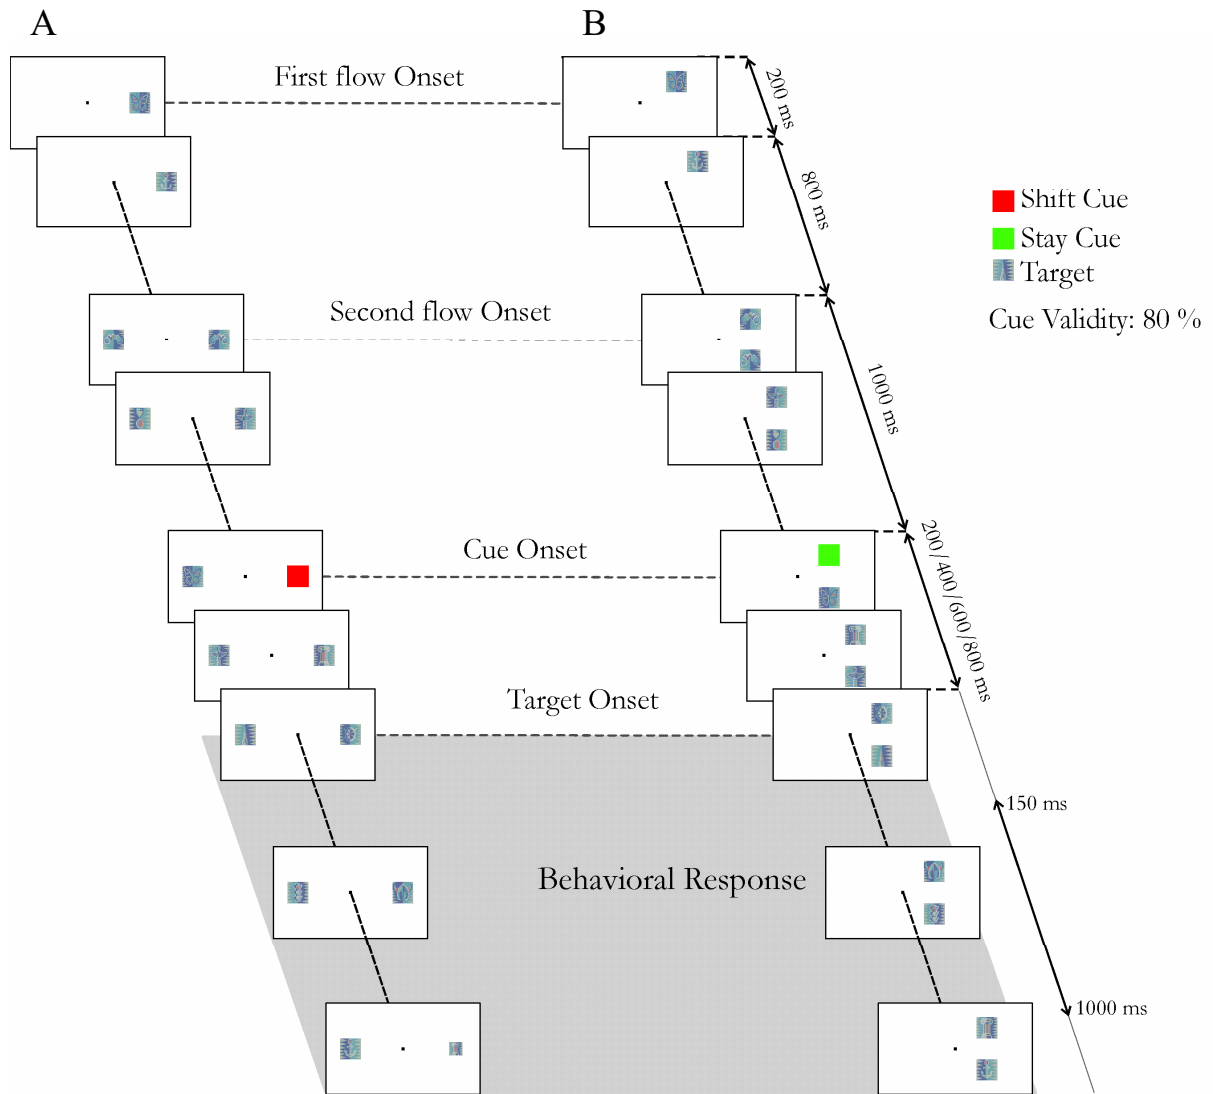 A
B
First flow Onset
200 ms
800 ms
Shift Cue
Stay Cue
Target
Cue Validity: 80 %
Second flow Onset
1000 ms
Cue Onset
200/400/600/800 ms
Target Onset
150 ms
Behavioral Response
1000 ms